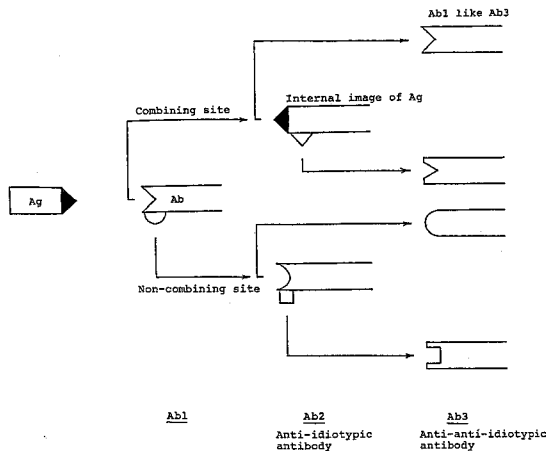 Ab1 like Ab3
Internal image of Ag
Combining site
Ag
Ab
Non-combining site
Ab1
Ab2
Ab3
Anti-idiotypic
antibody
Anti-anti-idiotypic
antibody